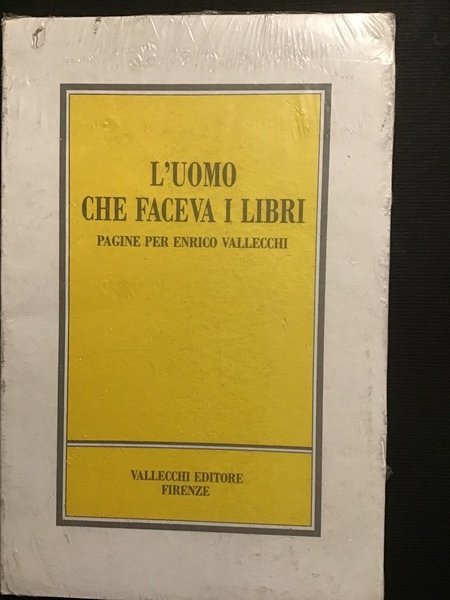 L'UOMO
CHE FACEVA I LIBRI
PAGINE PER ENRICO VALLECCHI
VALLECCHI EDITORE
FIRENZE